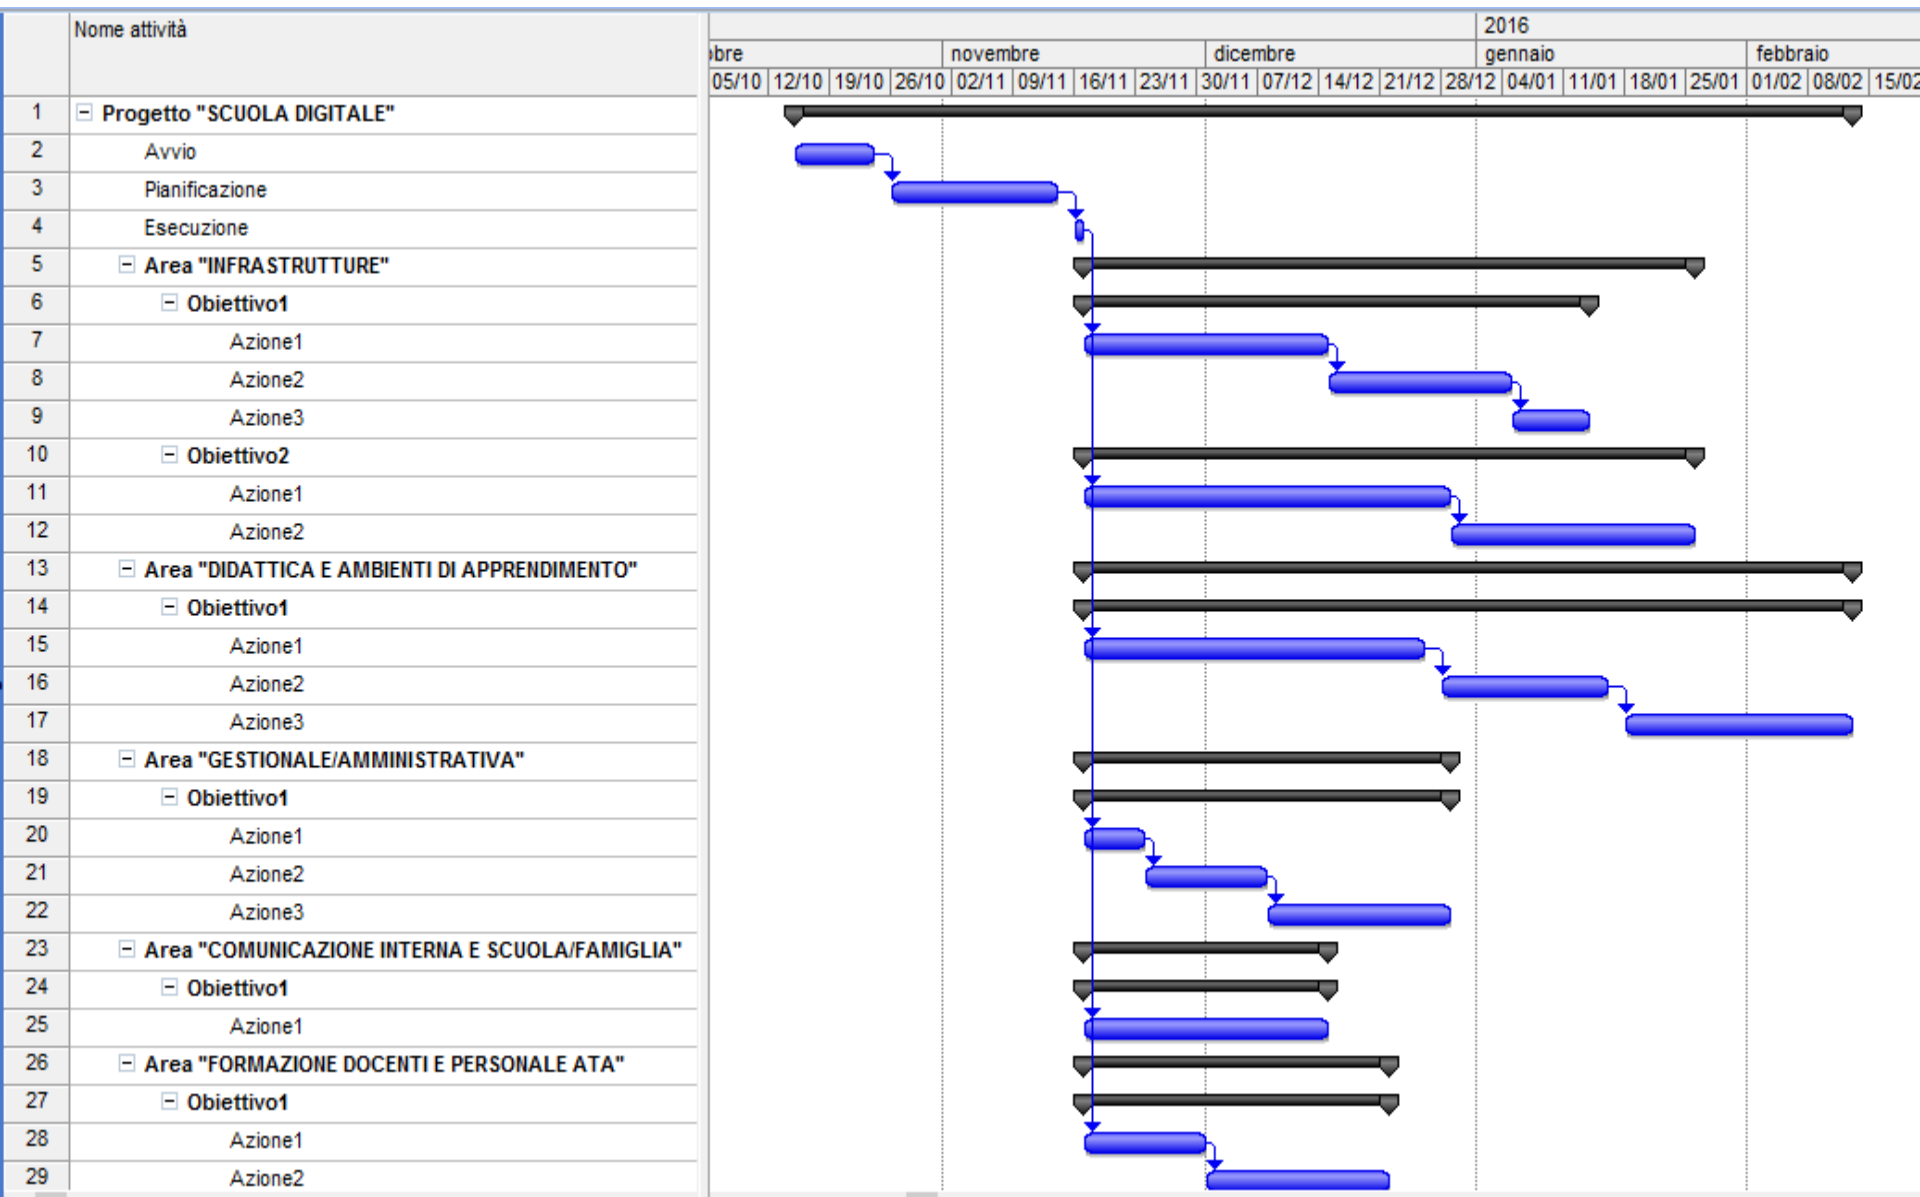 Nome attività
2016
obre novembre dicembre gennaio febbraio
05/10 12/10 19/10 26/10 02/11 09/11 16/11 23/11 30/11 07/12 14/12 21/12 28/12 04/01 11/01 18/01 25/01 01/02 08/02 15/02
1 Progetto "SCUOLA DIGITALE"
2 Avvio
3 Pianificazione
4 Esecuzione
5 Area "INFRASTRUTTURE"
6 Obiettivo1
7 Azione1
8 Azione2
9 Azione3
10 Obiettivo2
11 Azione1
12 Azione2
13 Area "DIDATTICA E AMBIENTI DI APPRENDIMENTO"
14 Obiettivo1
15 Azione1
16 Azione2
17 Azione3
18 Area "GESTIONALE/AMMINISTRATIVA"
19 Obiettivo1
20 Azione1
21 Azione2
22 Azione3
23 Area "COMUNICAZIONE INTERNA E SCUOLA/FAMIGLIA"
24 Obiettivo1
25 Azione1
26 Area "FORMAZIONE DOCENTI E PERSONALE ATA"
27 Obiettivo1
28 Azione1
29 Azione2